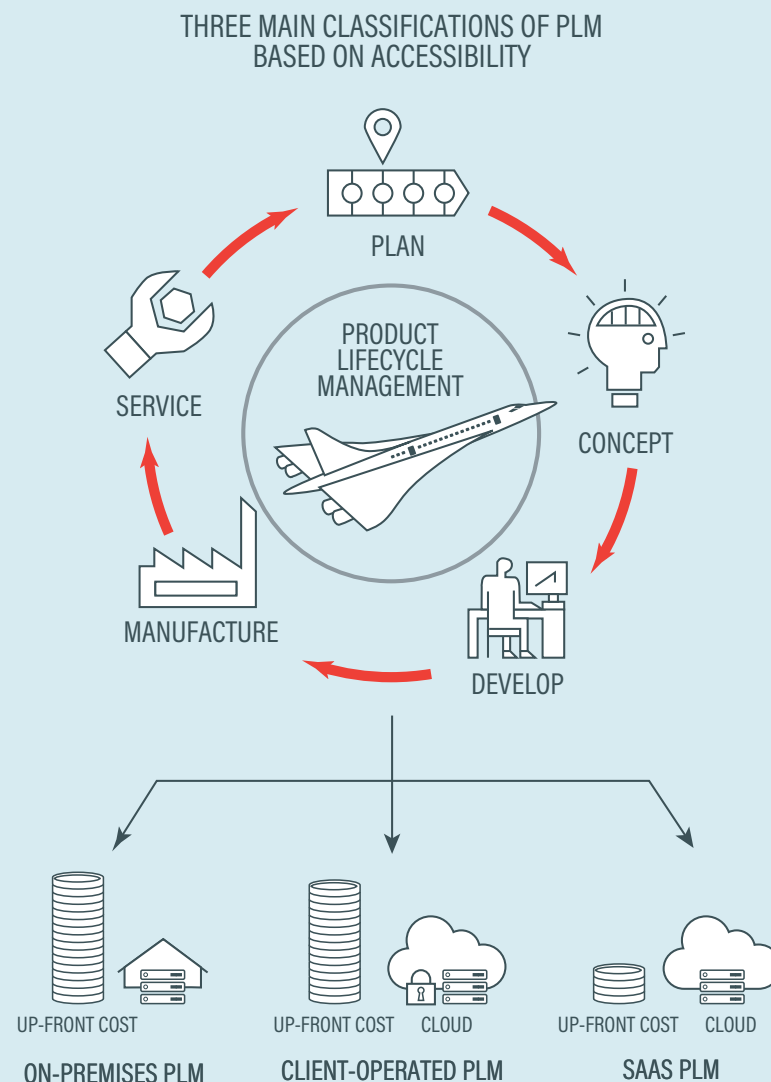 THREE MAIN CLASSIFICATIONS OF PLM
BASED ON ACCESSIBILITY
PLAN
PRODUCT
LIFECYCLE
MANAGEMENT
SERVICE
CONCEPT
MANUFACTURE
DEVELOP
UP-FRONT COST
UP-FRONT COST
CLOUD
UP-FRONT COST
CLOUD
ON-PREMISES PLM
CLIENT-OPERATED PLM
SAAS PLM